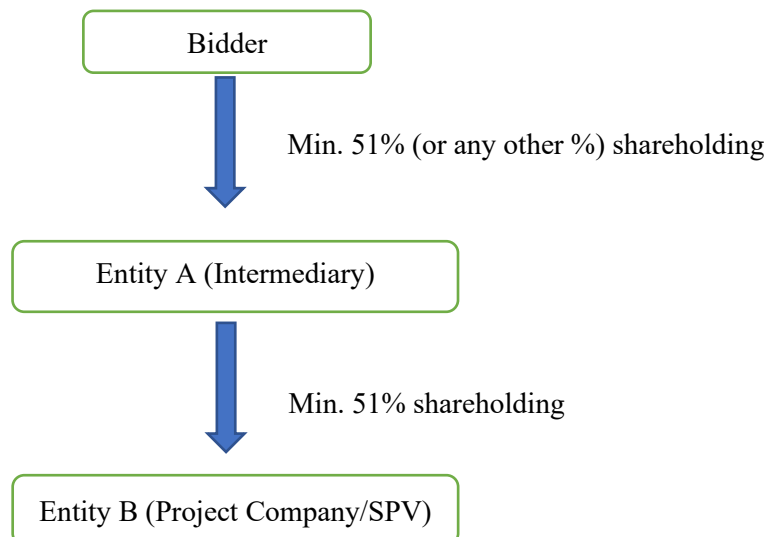 Bidder
Min. 51% (or any other %) shareholding
Entity A (Intermediary)
Min. 51% shareholding
Entity B (Project Company/SPV)